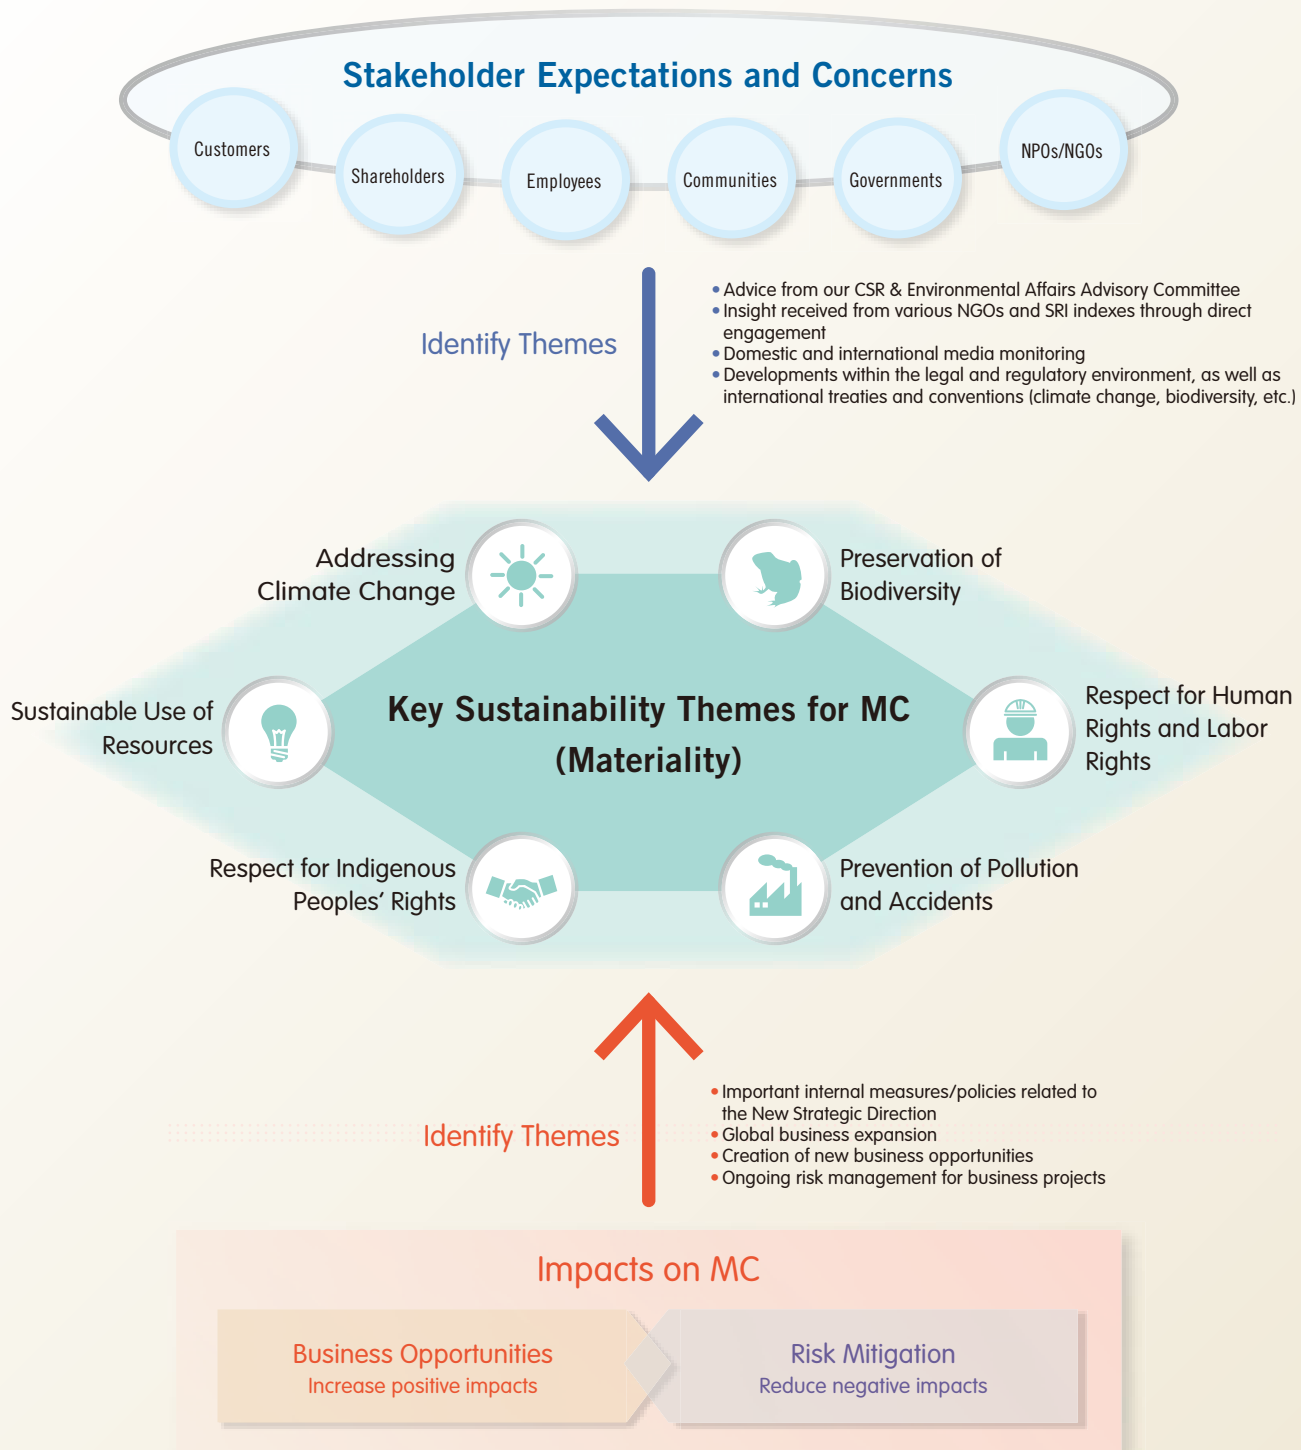 Stakeholder Expectations and Concerns
Customers
Shareholders
Employees
Communities
Governments
NPOs/NGOs
Identify Themes
• Advice from our CSR & Environmental Affairs Advisory Committee
• Insight received from various NGOs and SRI indexes through direct
engagement
• Domestic and international media monitoring
• Developments within the legal and regulatory environment, as well as
international treaties and conventions (climate change, biodiversity, etc.)
Addressing
Climate Change
Preservation of
Biodiversity
Sustainable Use of
Resources
Key Sustainability Themes for MC
(Materiality)
Respect for Human
Rights and Labor
Rights
Respect for Indigenous
Peoples’ Rights
Prevention of Pollution
and Accidents
Identify Themes
• Important internal measures/policies related to
the New Strategic Direction
• Global business expansion
• Creation of new business opportunities
• Ongoing risk management for business projects
Impacts on MC
Business Opportunities
Increase positive impacts
Risk Mitigation
Reduce negative impacts